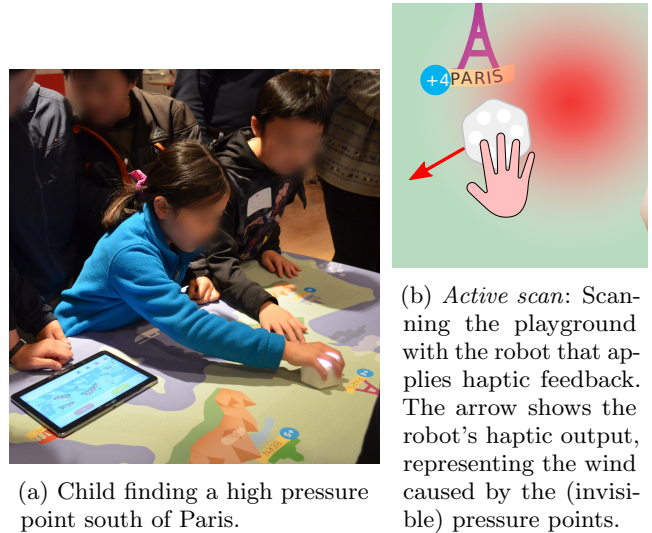 +4 PARIS
(a) Child finding a high pressure
point south of Paris.
(b) Active scan: Scan-
ning the playground
with the robot that ap-
plies haptic feedback.
The arrow shows the
robot's haptic output,
representing the wind
caused by the (invisi-
ble) pressure points.